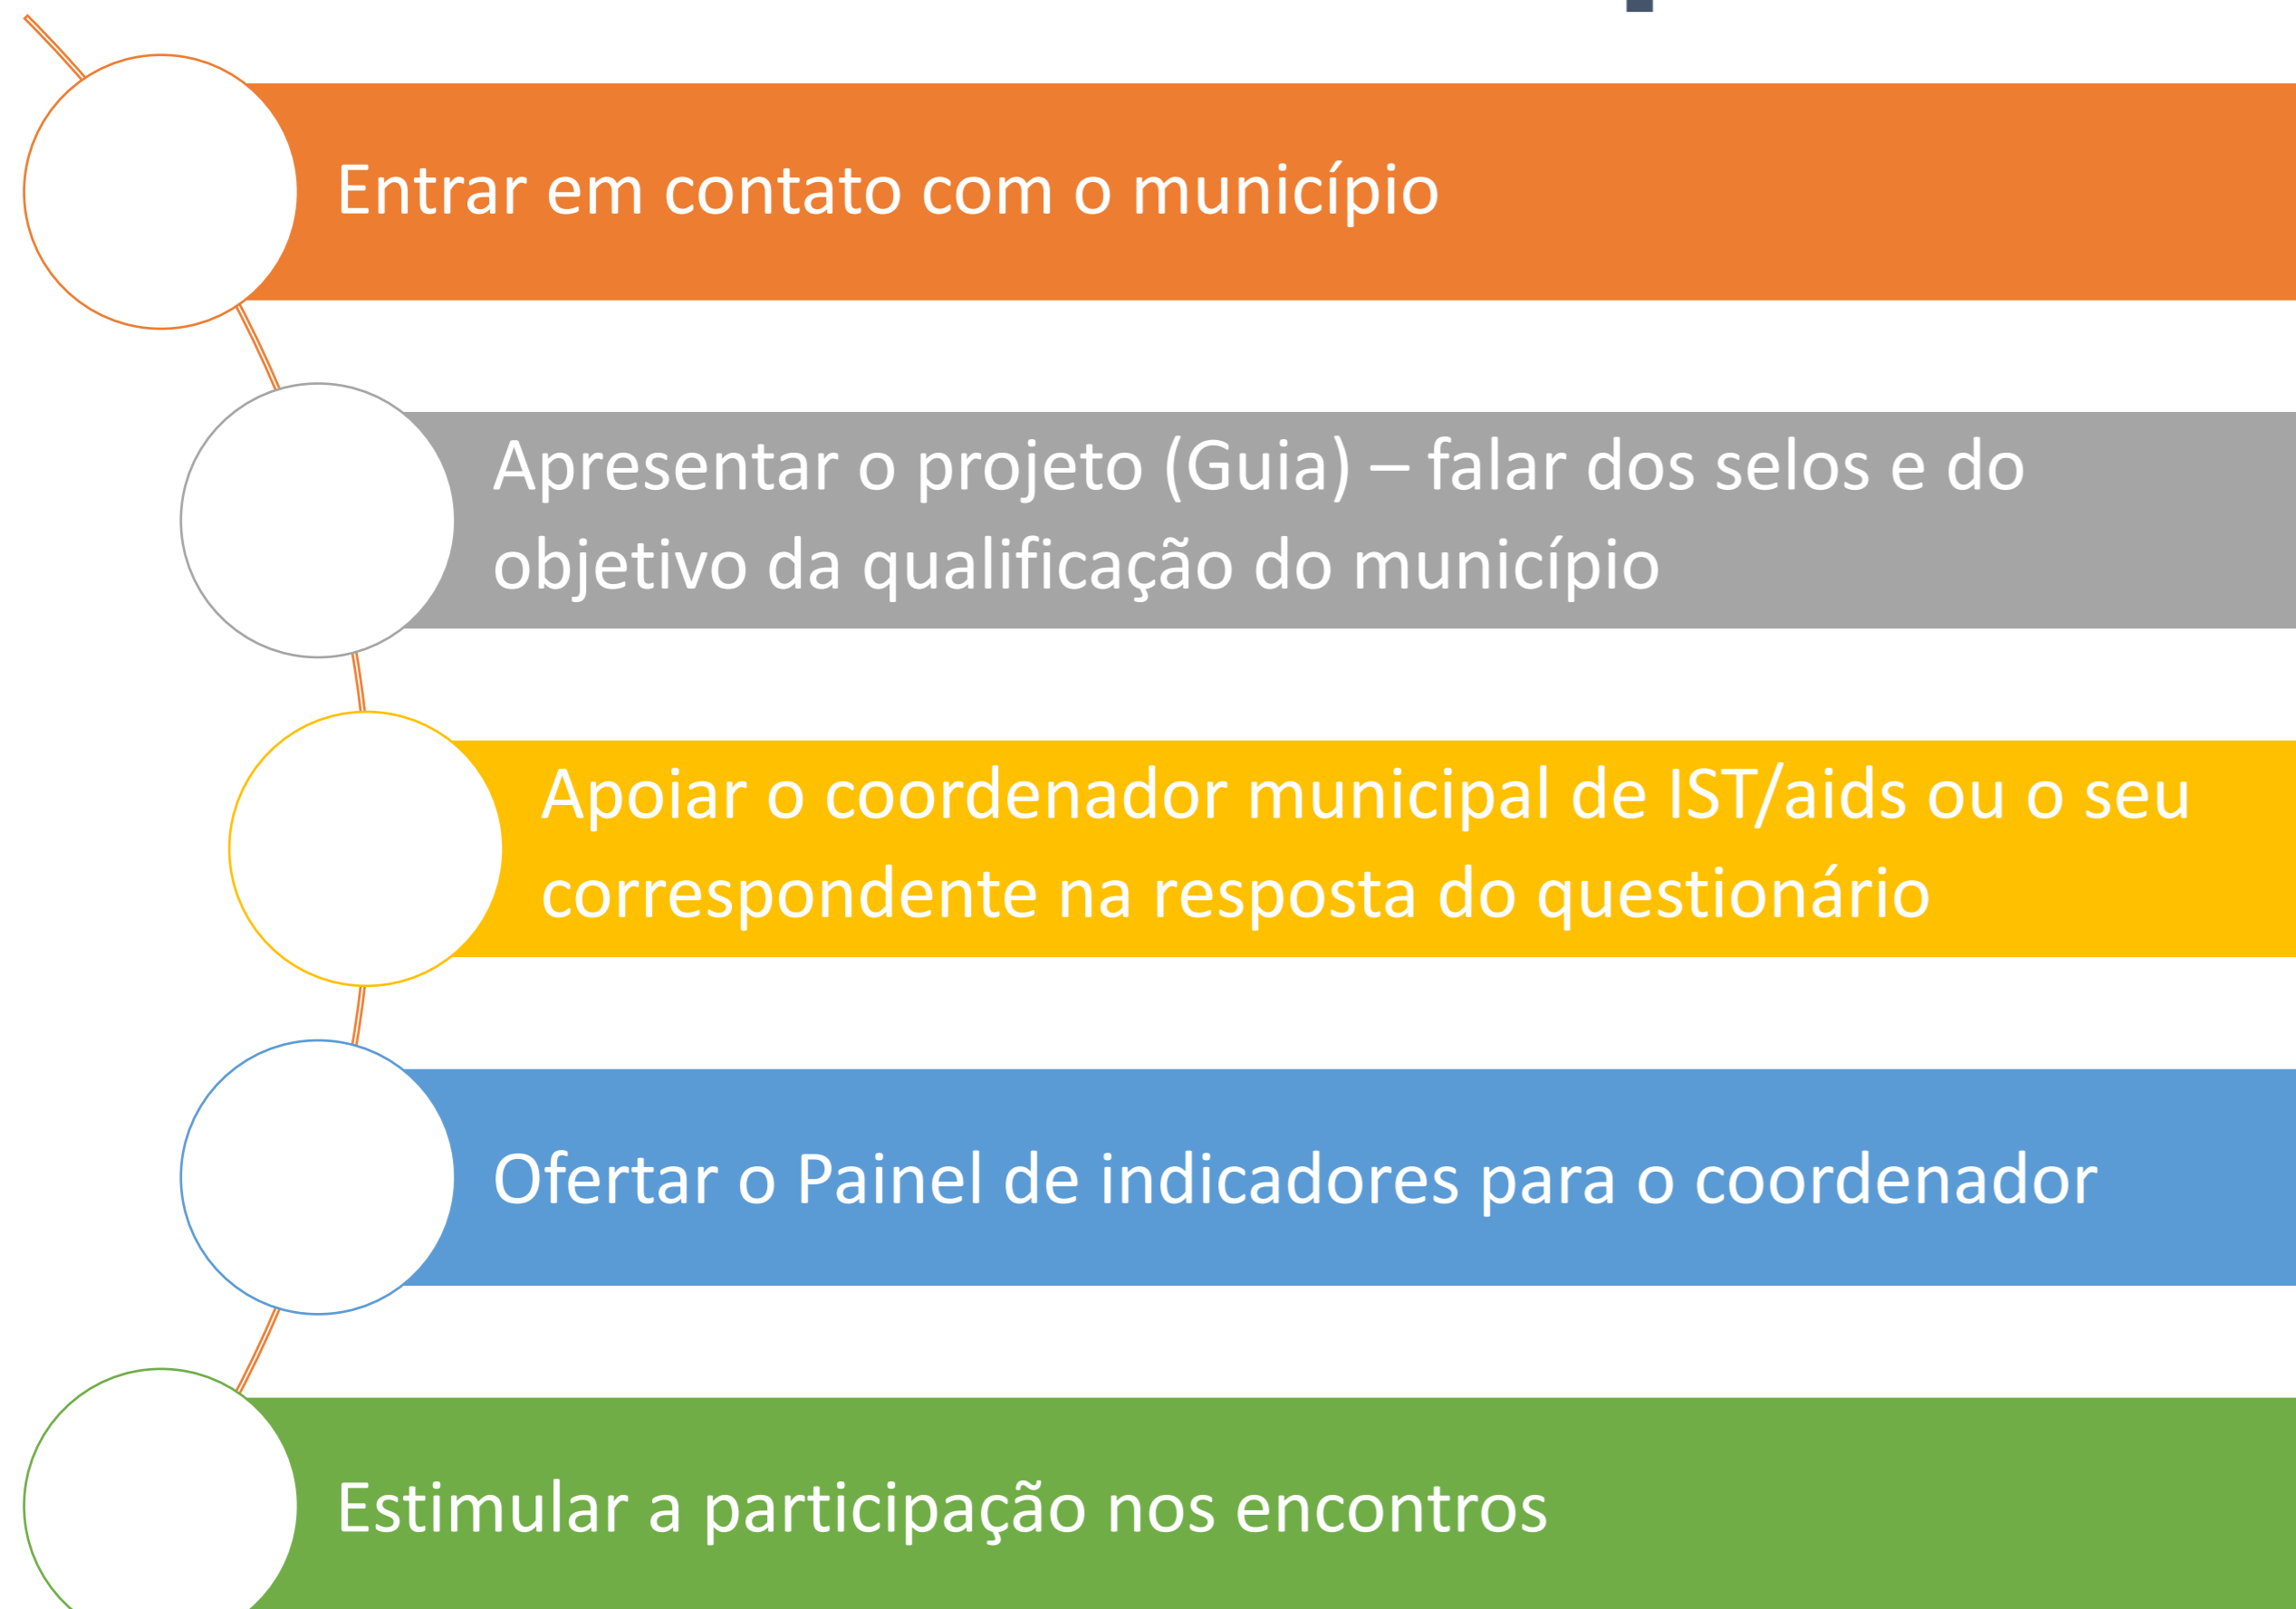 Entrar em contato com o município
Apresentar o projeto (Guia) – falar dos selos e do
objetivo da qualificação do município
Apoiar o coordenador municipal de IST/aids ou o seu
correspondente na resposta do questionário
Ofertar o Painel de indicadores para o coordenador
Estimular a participação nos encontros